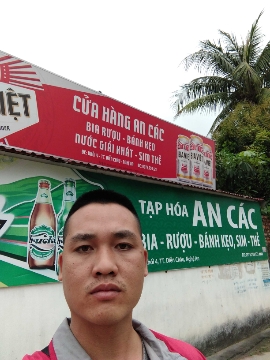 IỆT
CỬA HÀNG AN CÁC
BIA RƯỢU - BÁNH KẸO
NƯỚC GIẢI KHÁT - SIM THẺ
TẠP HÓA AN CÁC
BIA - RƯỢU - BÁNH KẸO, SIM - THẺ